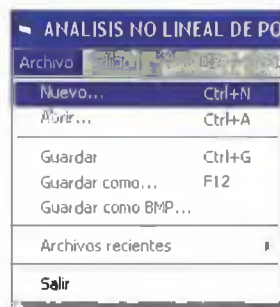 ANALISIS NO LINEAL DE PO
Archivo
Nuevo... Ctrl+N
Abrir... Ctrl+A
Guardar Ctrl+G
Guardar como... F12
Guardar como BMP...
Archivos recientes
Salir